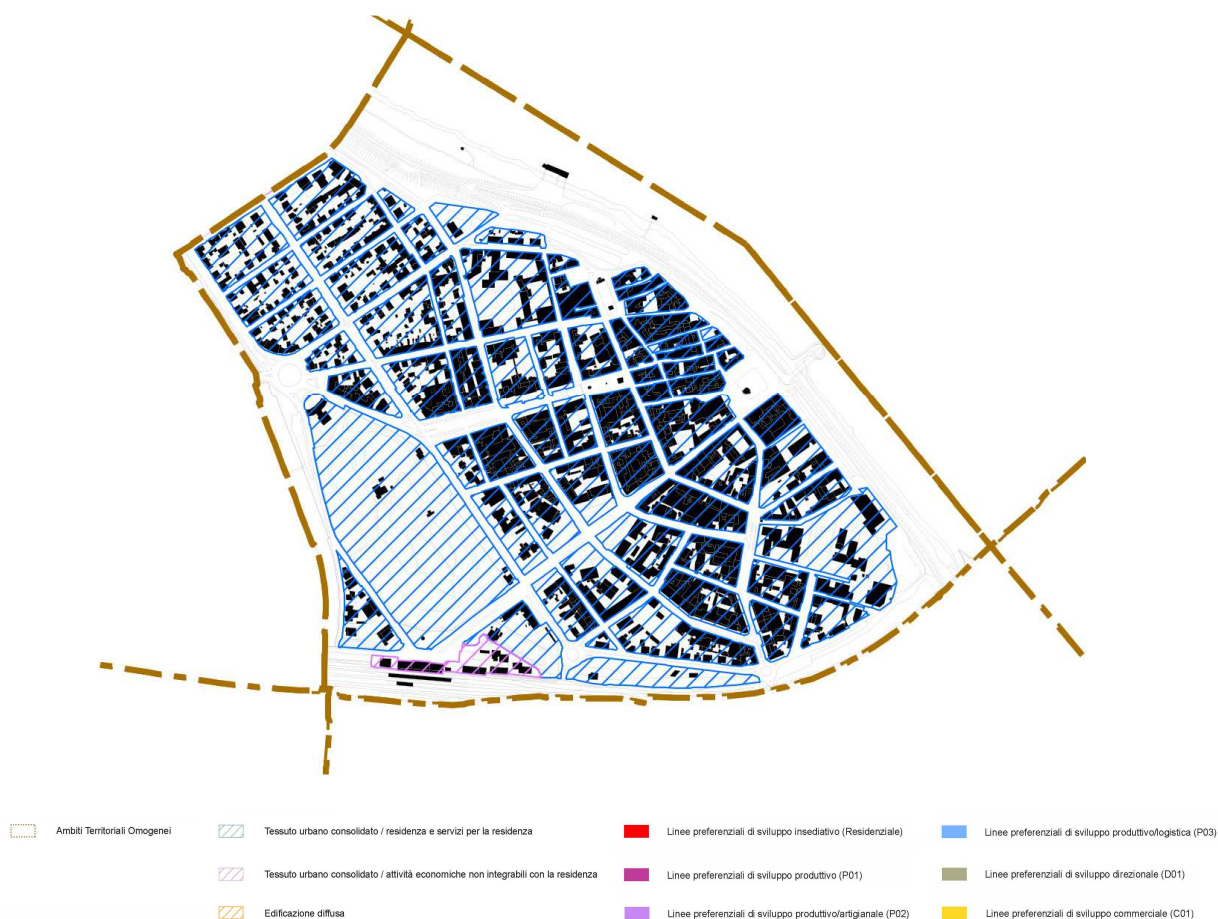 Ambiti Territoriali Omogenei
Tessuto urbano consolidato / residenza e servizi per la residenza
Linee preferenziali di sviluppo insediativo (Residenziale)
Linee preferenziali di sviluppo produttivo/logistica (P03)
Tessuto urbano consolidato / attività economiche non integrabili con la residenza
Linee preferenziali di sviluppo produttivo (P01)
Linee preferenziali di sviluppo direzionale (D01)
Edificazione diffusa
Linee preferenziali di sviluppo produttivo/artigianale (P02)
Linee preferenziali di sviluppo commerciale (C01)